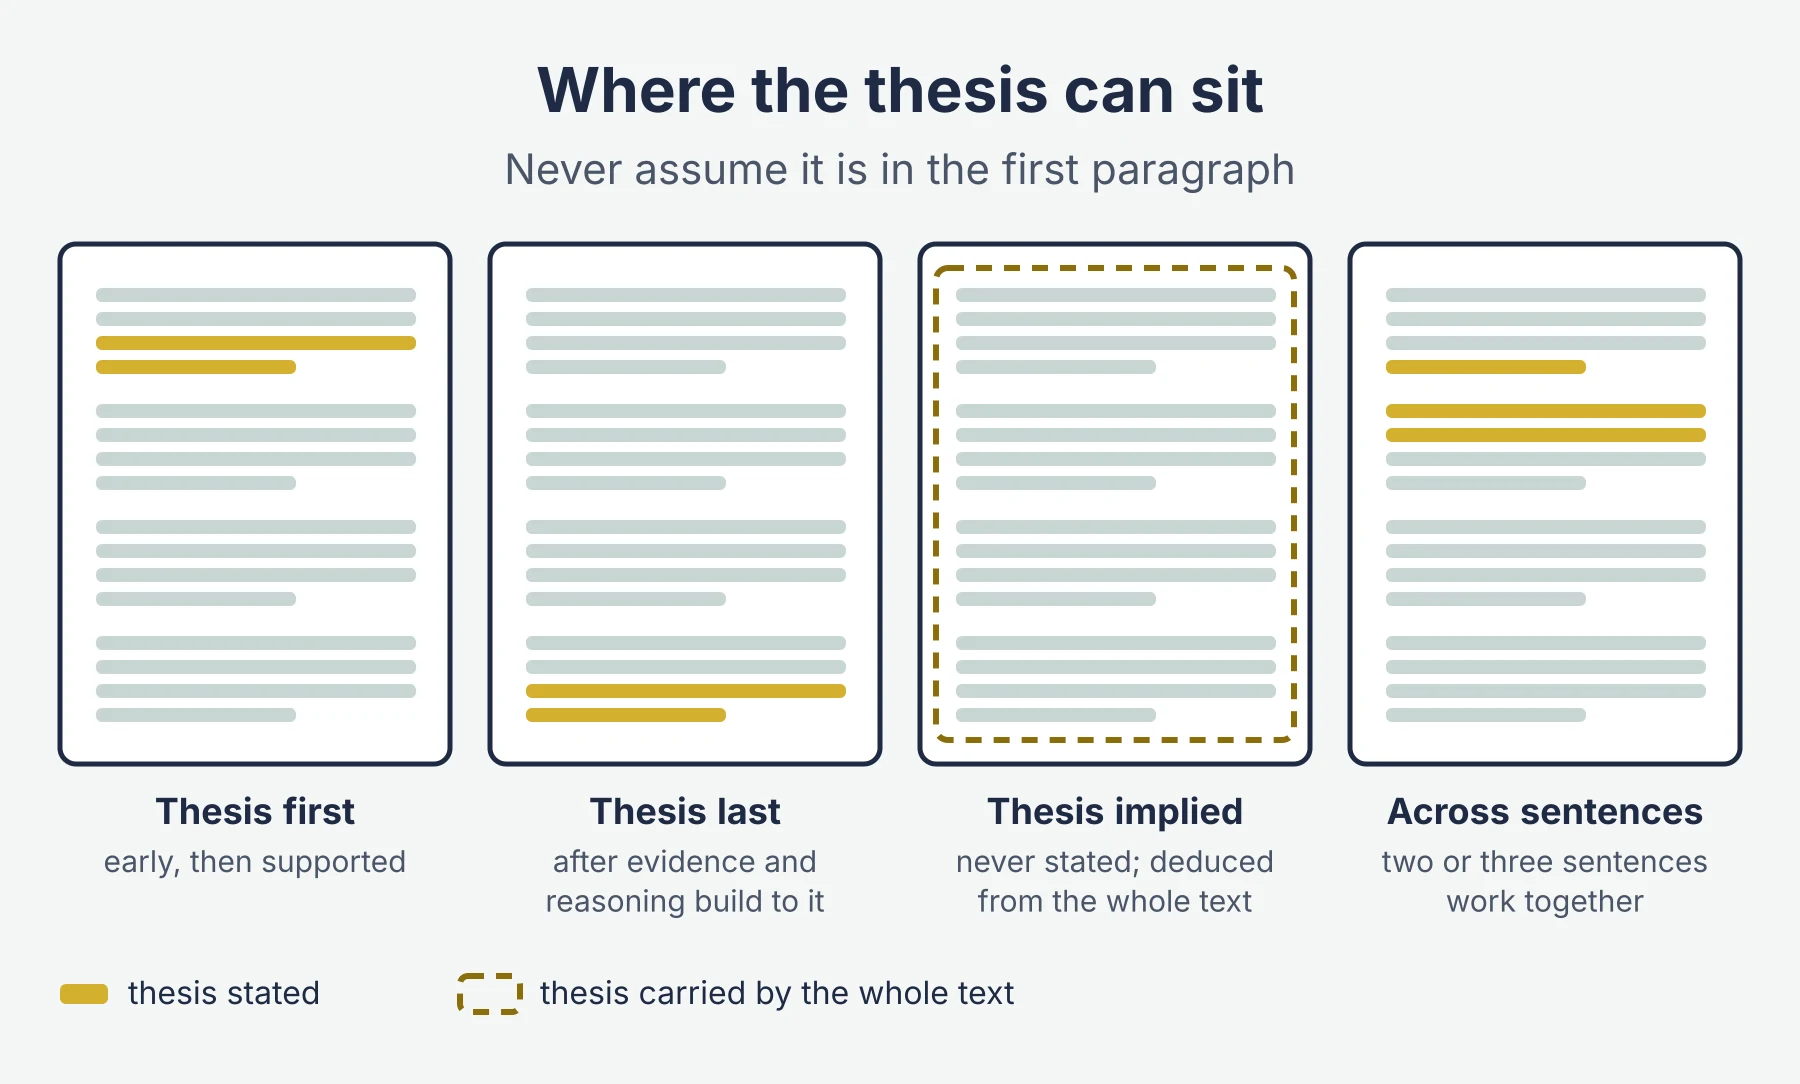 Where the thesis can sit
Never assume it is in the first paragraph
Thesis first
early, then supported
Thesis last
after evidence and
reasoning build to it
Thesis implied
never stated; deduced
from the whole text
Across sentences
two or three sentences
work together
thesis stated
thesis carried by the whole text